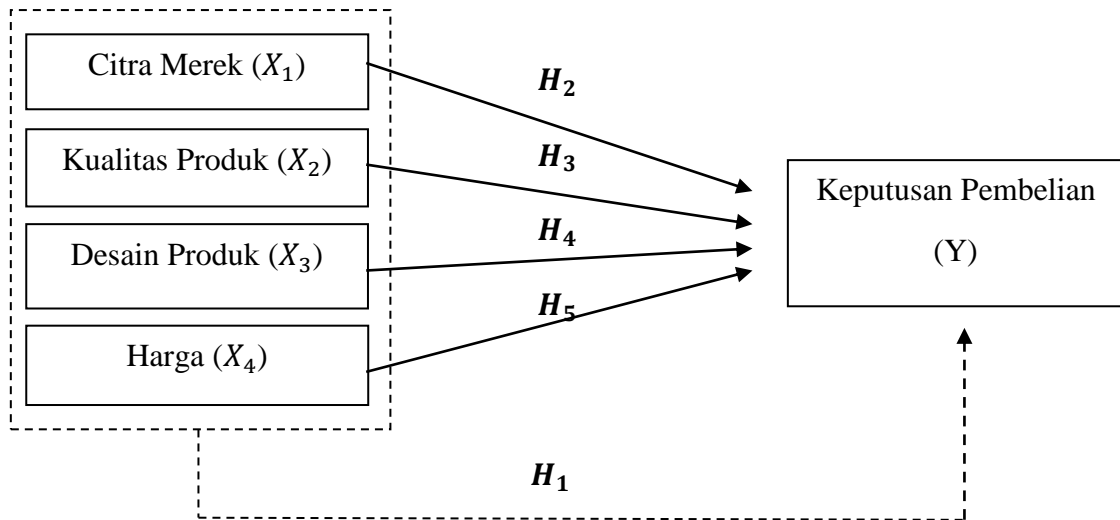 Citra Merek (X₁)
Kualitas Produk (X₂)
Desain Produk (X₃)
Harga (X₄)
H₂
H₃
H₄
H₅
Keputusan Pembelian
(Y)
H₁